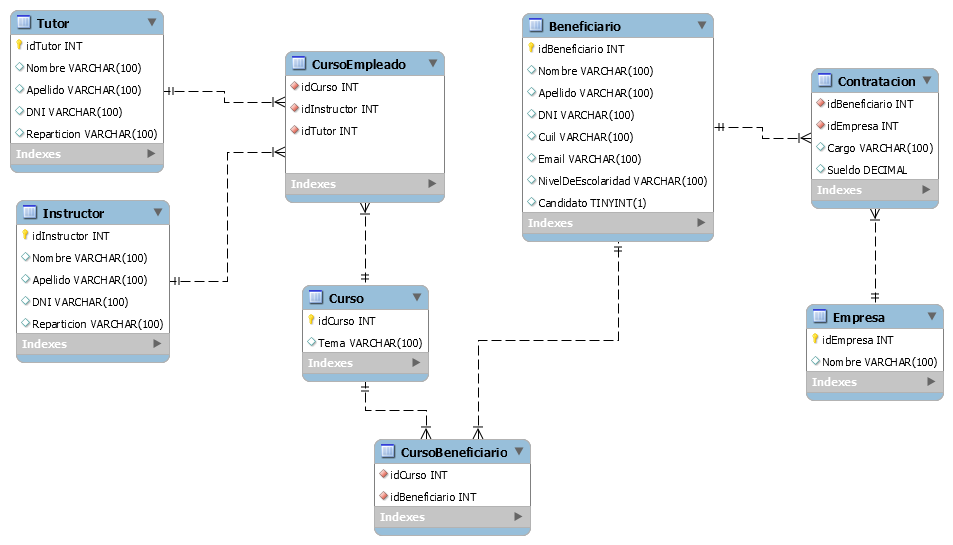 Tutor
idTutor INT
Nombre VARCHAR(100)
Apellido VARCHAR(100)
DNI VARCHAR(100)
Reparticion VARCHAR(100)
Indexes
Instructor
idInstructor INT
Nombre VARCHAR(100)
Apellido VARCHAR(100)
DNI VARCHAR(100)
Reparticion VARCHAR(100)
Indexes
CursoEmpleado
idCurso INT
idInstructor INT
idTutor INT
Indexes
Curso
idCurso INT
Tema VARCHAR(100)
Indexes
CursoBeneficiario
idCurso INT
idBeneficiario INT
Indexes
Beneficiario
idBeneficiario INT
Nombre VARCHAR(100)
Apellido VARCHAR(100)
DNI VARCHAR(100)
Cuil VARCHAR(100)
Email VARCHAR(100)
NivelDeEscolaridad VARCHAR(100)
Candidato TINYINT(1)
Indexes
Contratacion
idBeneficiario INT
idEmpresa INT
Cargo VARCHAR(100)
Sueldo DECIMAL
Indexes
Empresa
idEmpresa INT
Nombre VARCHAR(100)
Indexes